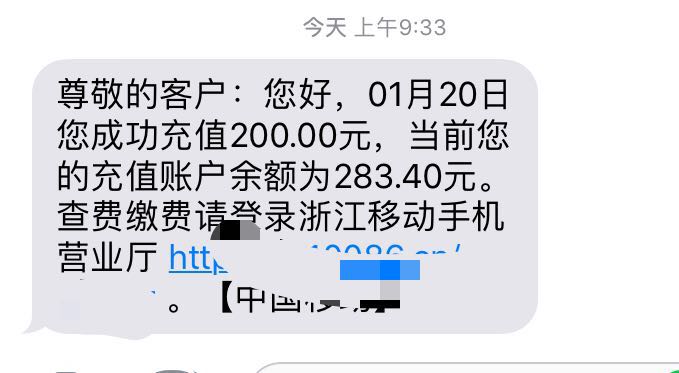 今天 上午9:33
尊敬的客户：您好，01月20日
您成功充值200.00元，当前您
的充值账户余额为283.40元。
查费缴费请登录浙江移动手机
营业厅 http 10086.cn/
。【中国移动】